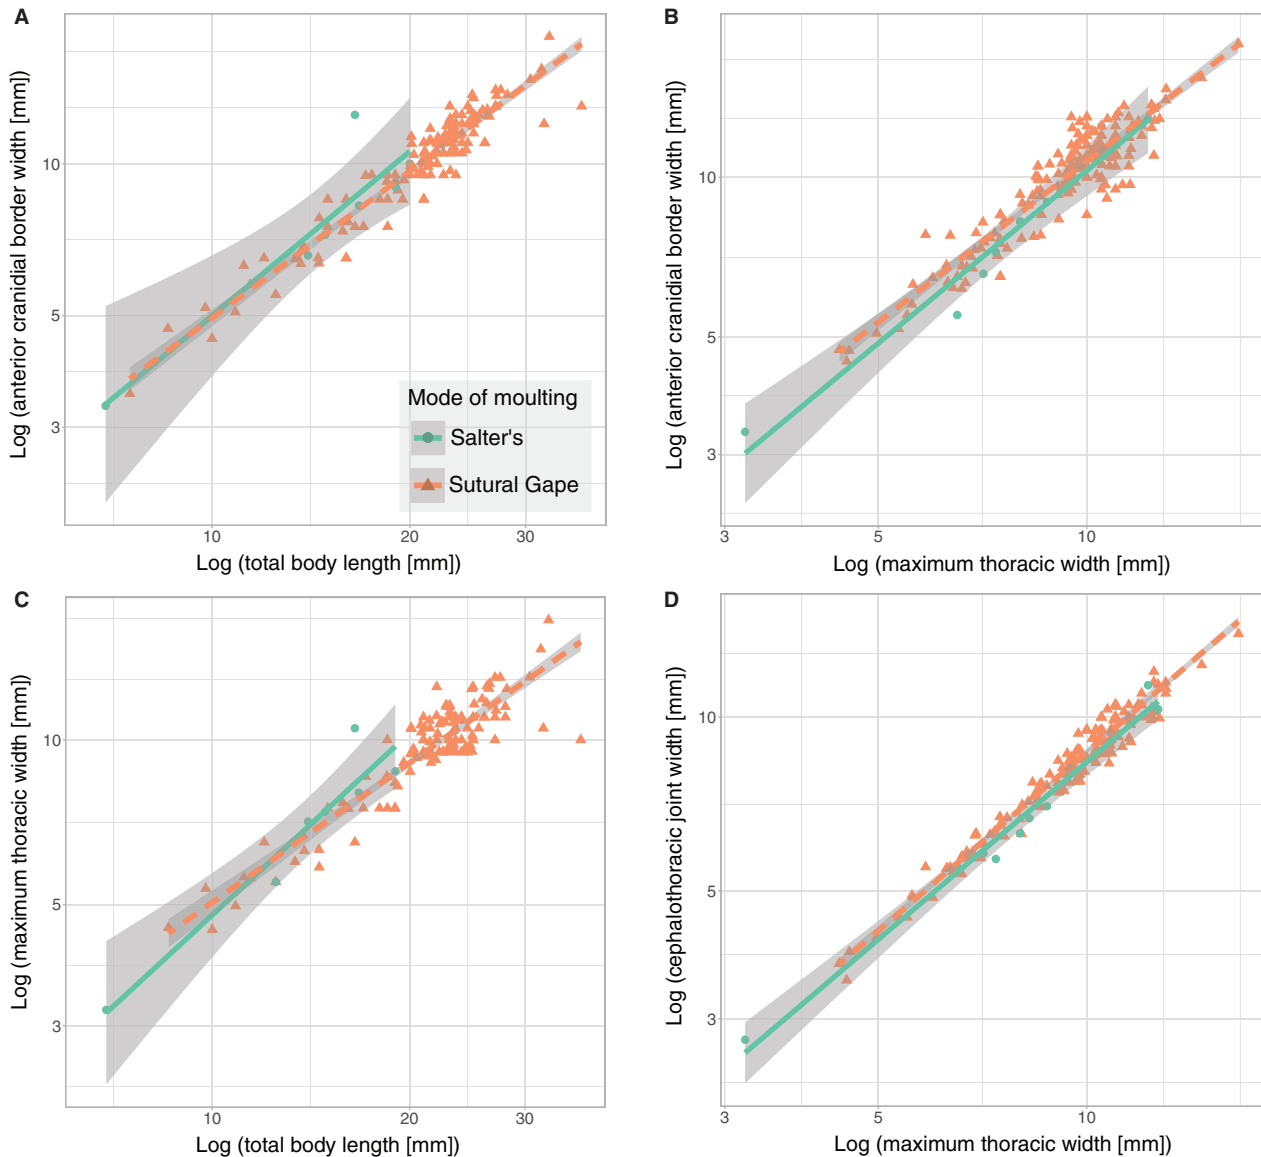 A
Log (anterior cranidial border width [mm])
10
5
3
10
20
30
Log (total body length [mm])
Mode of moulting
Salter's
Sutural Gape
B
Log (anterior cranidial border width [mm])
10
5
3
3
5
10
Log (maximum thoracic width [mm])
C
Log (maximum thoracic width [mm])
10
5
3
10
20
30
Log (total body length [mm])
D
Log (cephalothoracic joint width [mm])
10
5
3
3
5
10
Log (maximum thoracic width [mm])